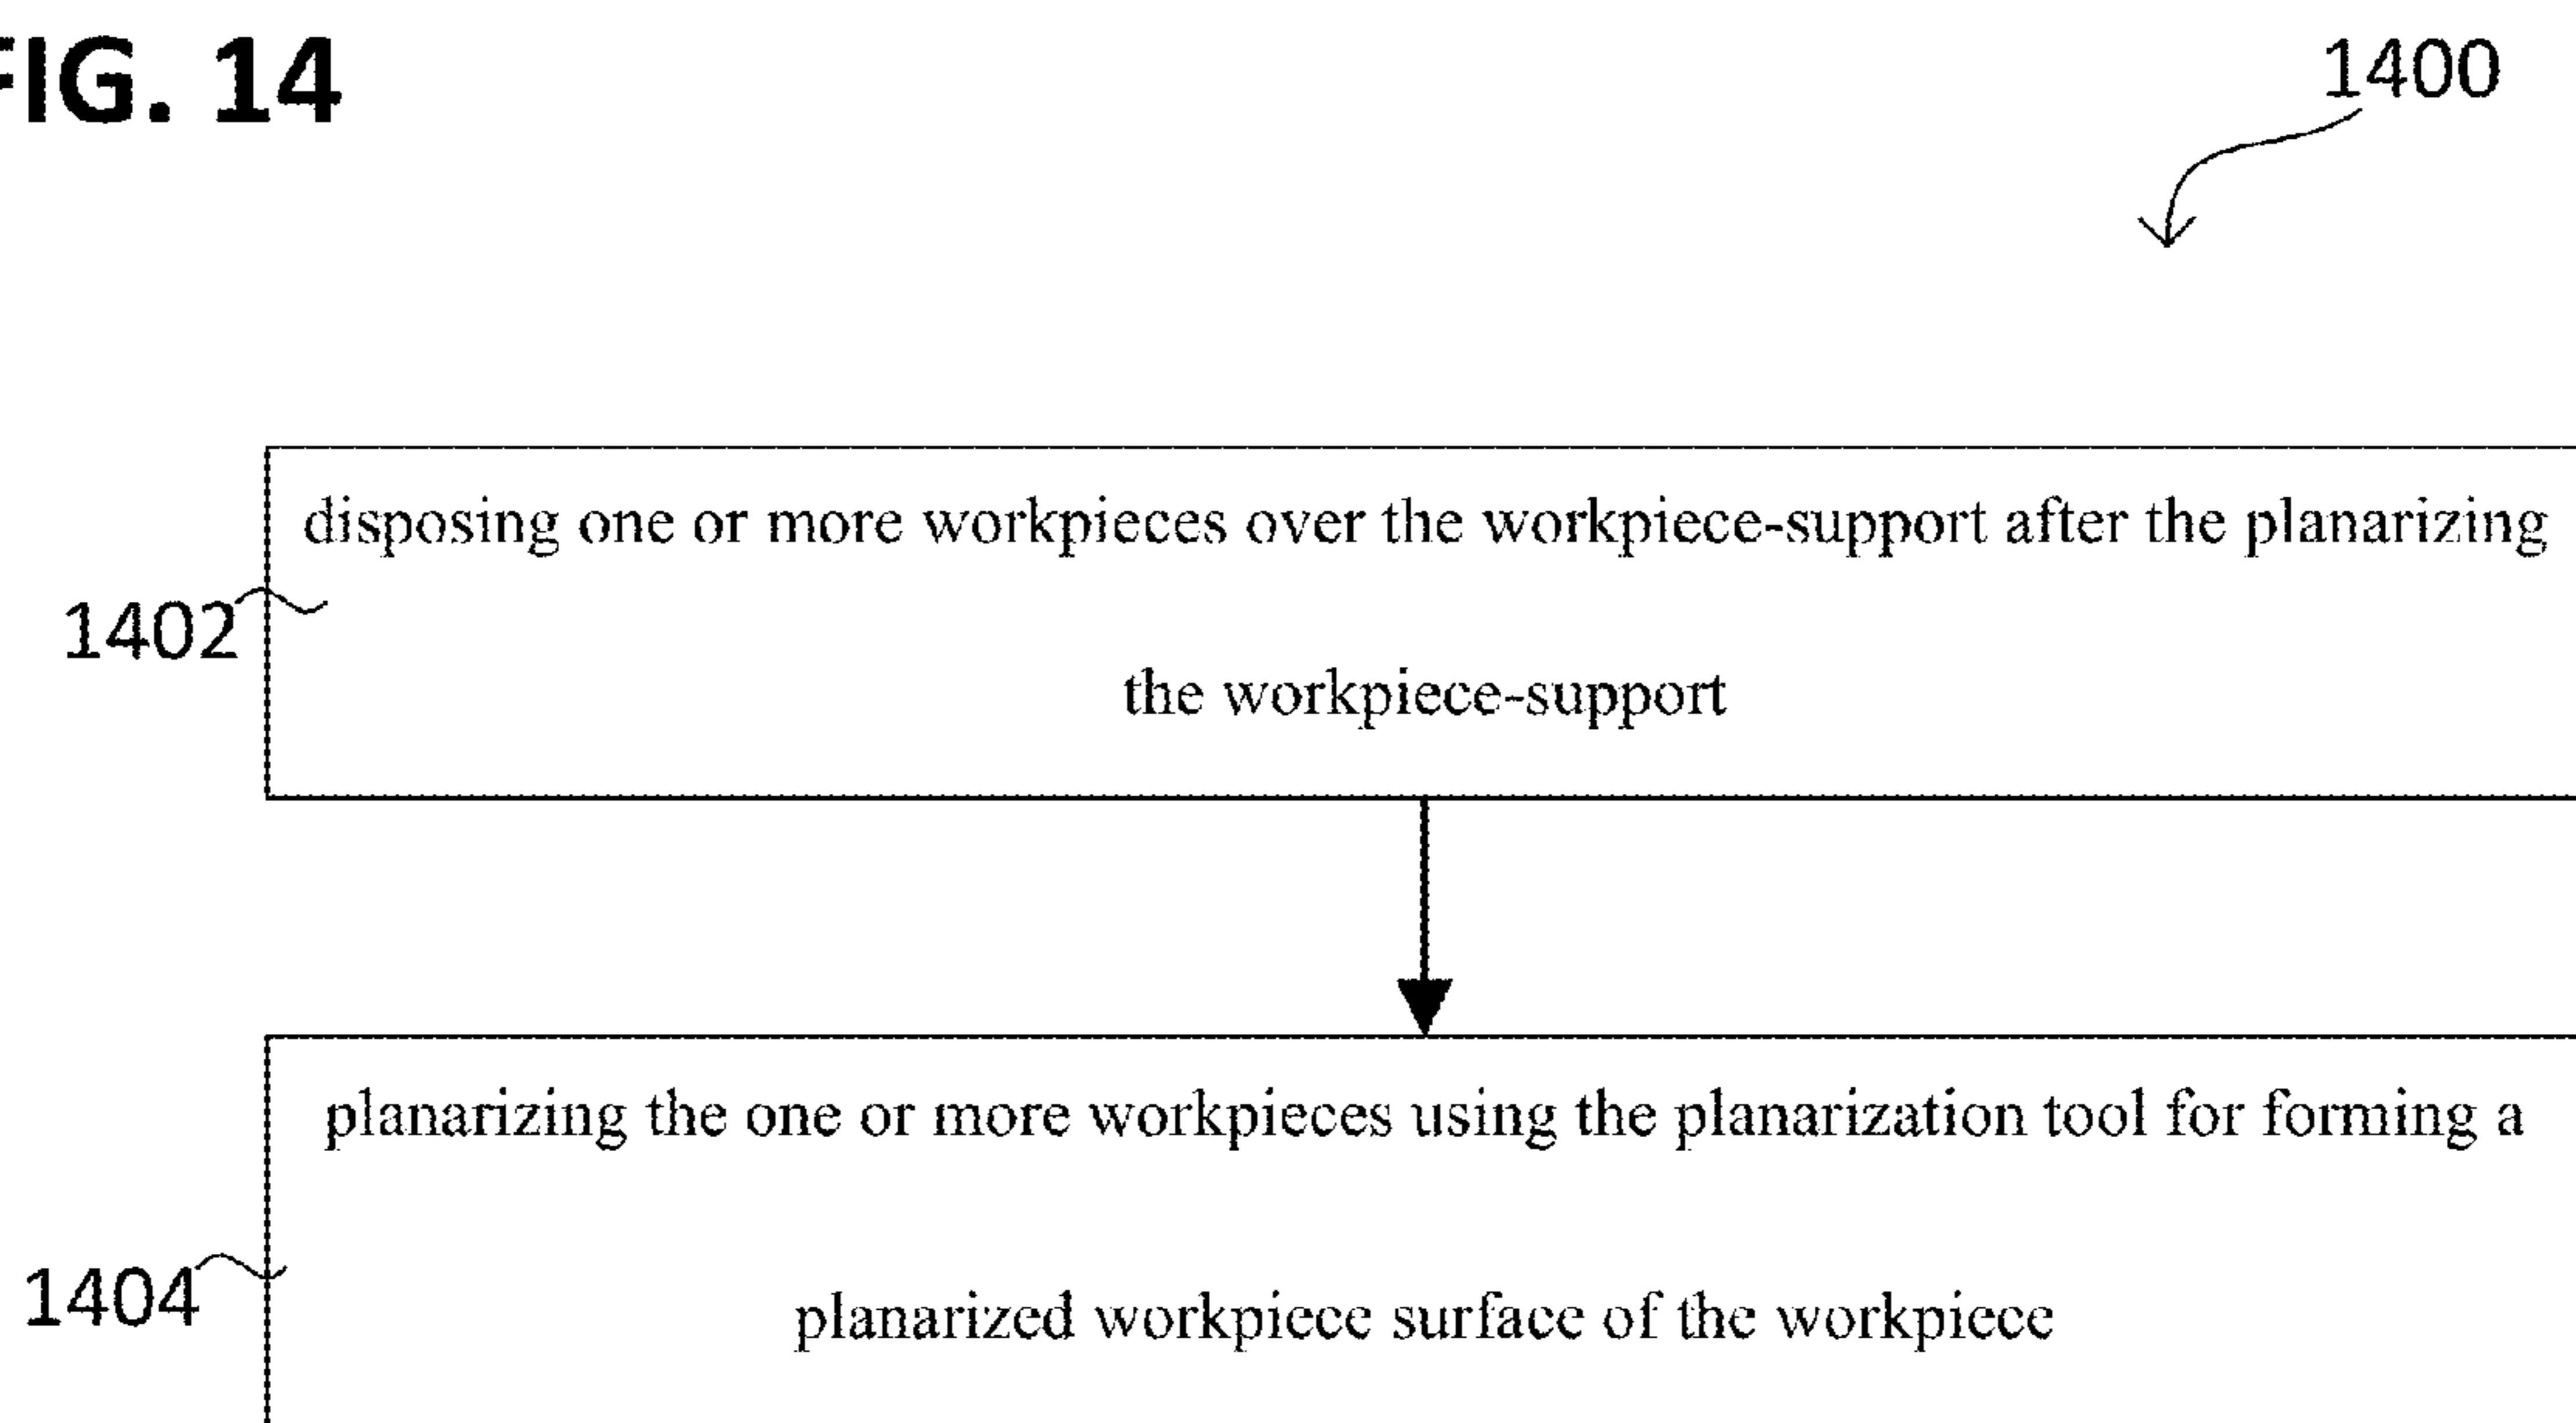 FIG. 14
1400
disposing one or more workpieces over the workpiece-support after the planarizing
1402
the workpiece-support
planarizing the one or more workpieces using the planarization tool for forming a
1404
planarized workpiece surface of the workpiece